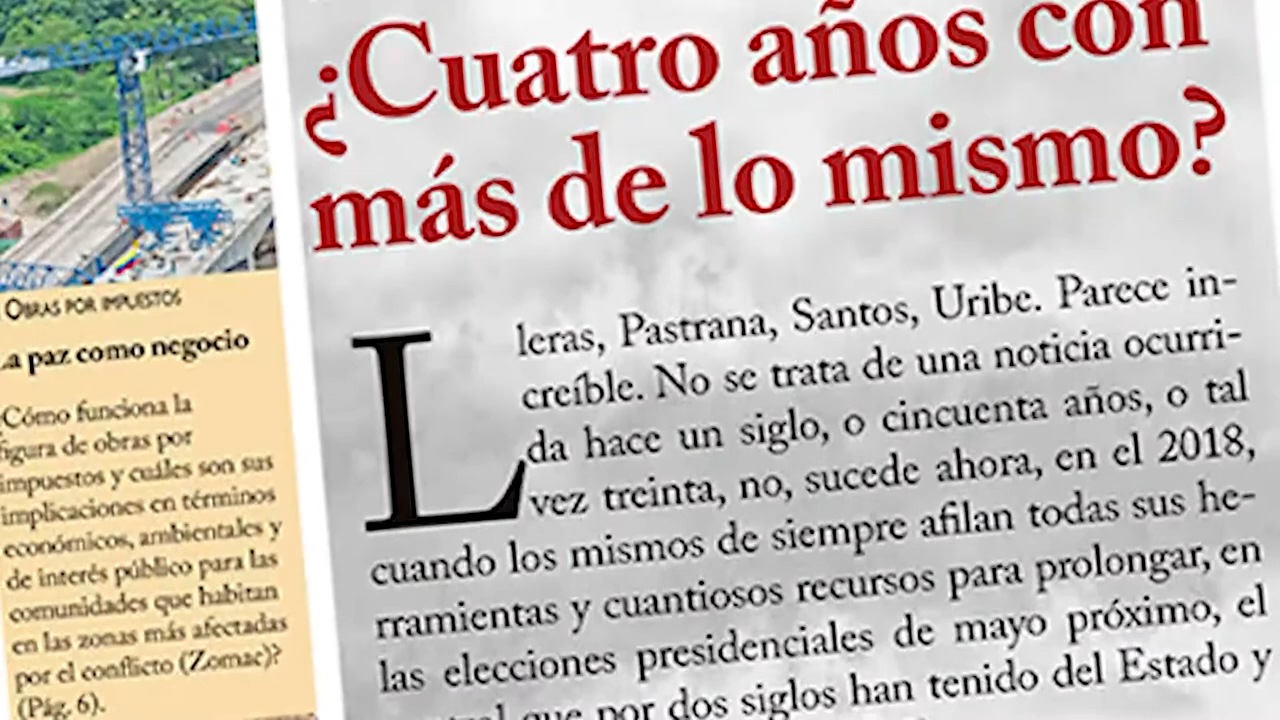 OBRAS POR IMPUESTOS
La paz como negocio
¿Cómo funciona la
figura de obras por
impuestos y cuáles son sus
implicaciones en términos
económicos, ambientales y
de interés público para las
comunidades que habitan
en las zonas más afectadas
por el conflicto (Zomac)?
(Pág. 6).
¿Cuatro años con
más de lo mismo?
Lleras, Pastrana, Santos, Uribe. Parece in-
creíble. No se trata de una noticia ocurri-
da hace un siglo, o cincuenta años, o tal
vez treinta, no, sucede ahora, en el 2018,
cuando los mismos de siempre afilan todas sus he-
rramientas y cuantiosos recursos para prolongar, en
las elecciones presidenciales de mayo próximo, el
que por dos siglos han tenido del Estado y